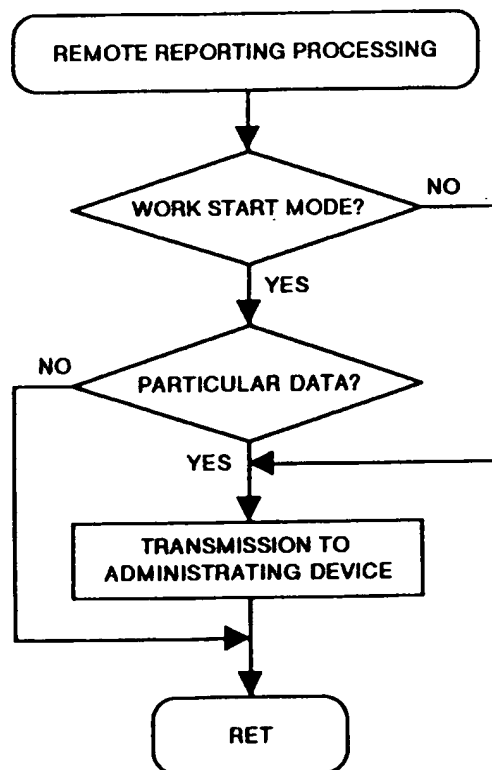 REMOTE REPORTING PROCESSING
WORK START MODE?
NO
YES
NO
PARTICULAR DATA?
YES
TRANSMISSION TO
ADMINISTRATING DEVICE
RET